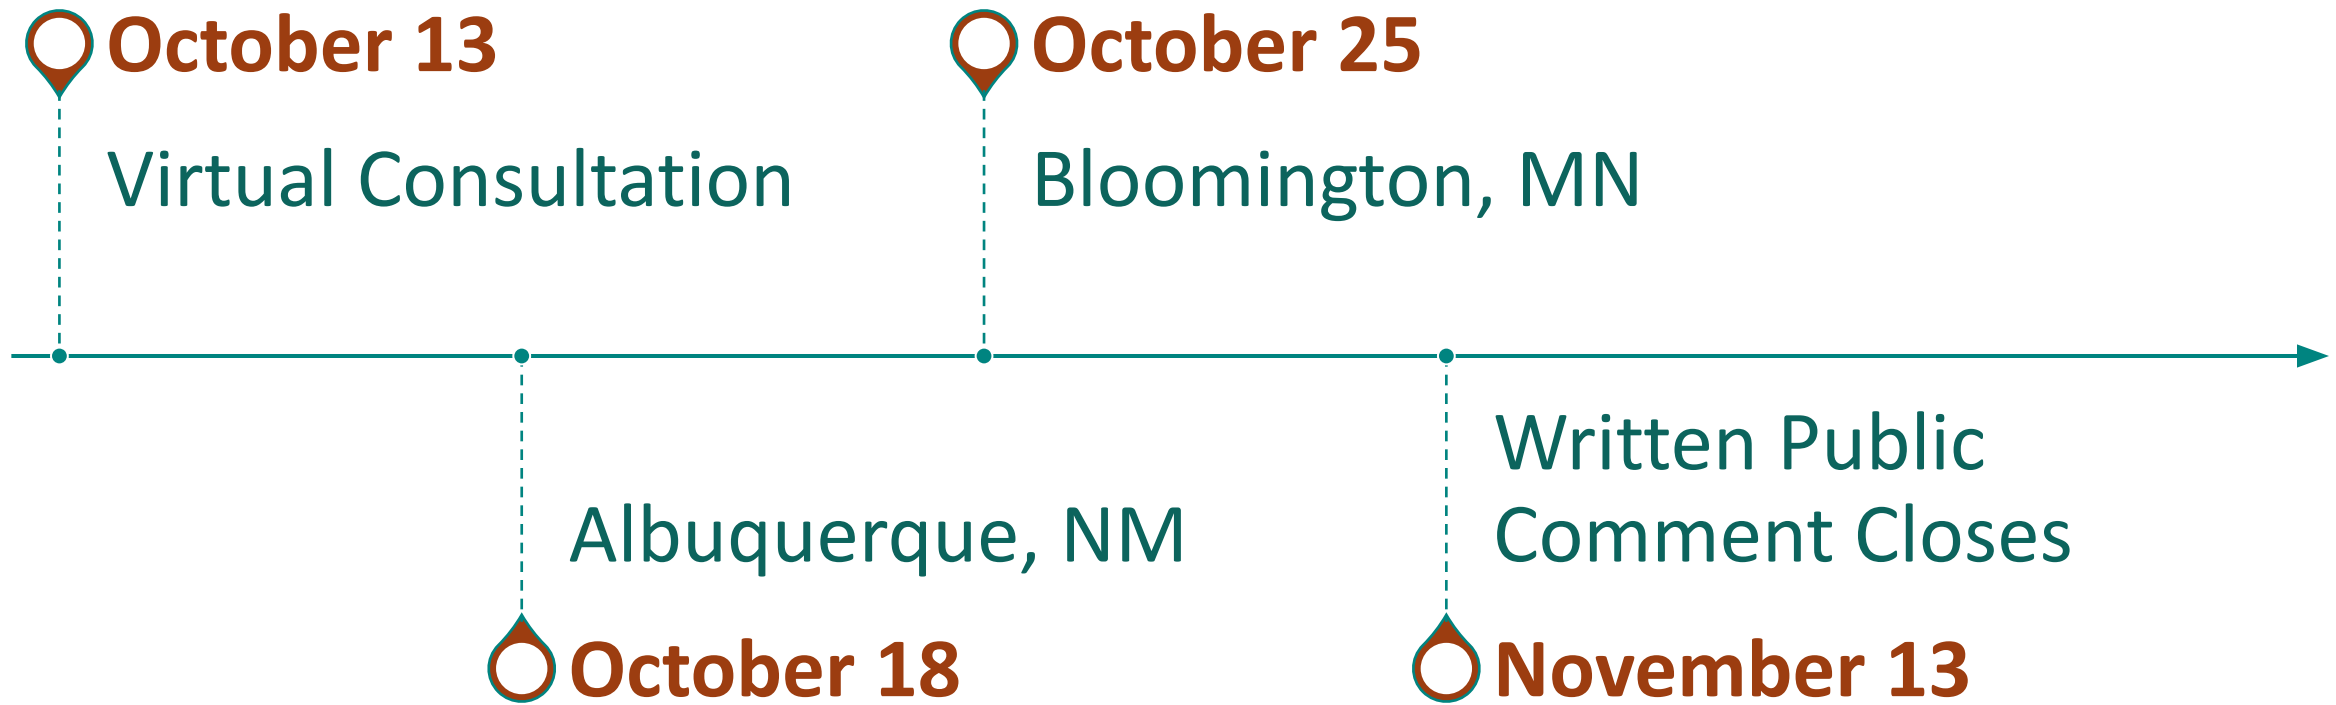 October 13
Virtual Consultation
Albuquerque, NM
October 18
October 25
Bloomington, MN
Written Public
Comment Closes
November 13